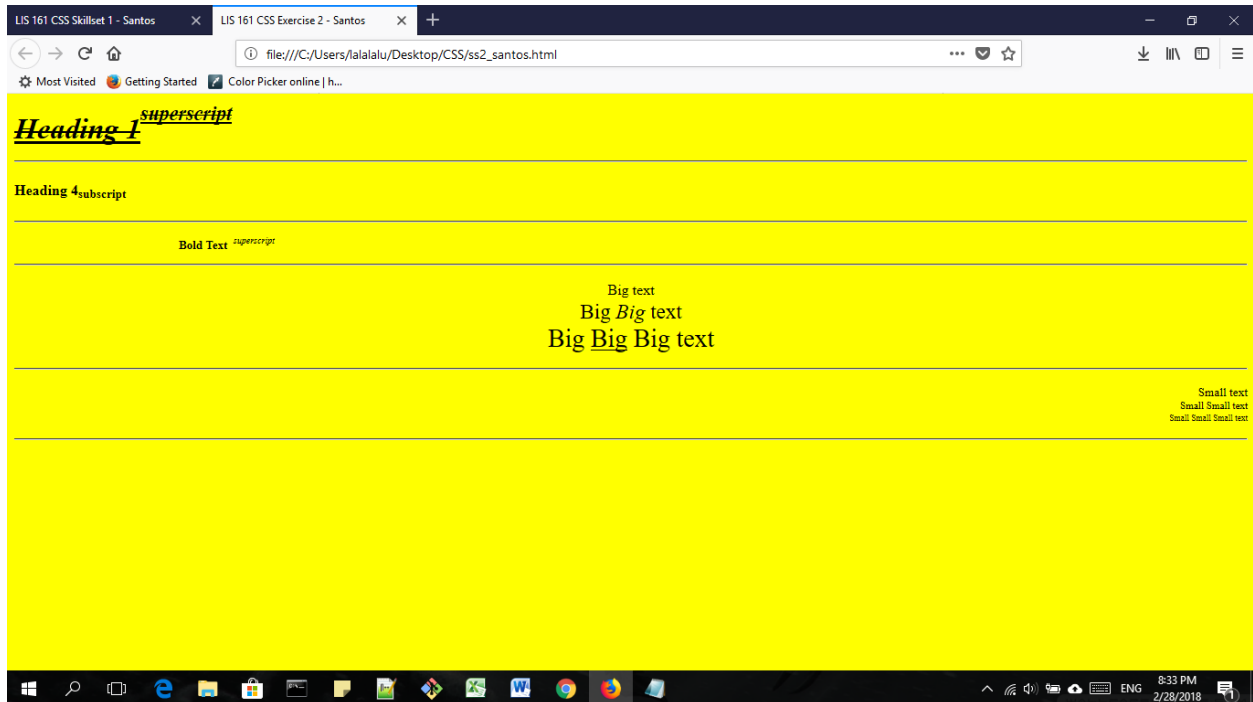 LIS 161 CSS Skillset 1 - Santos
LIS 161 CSS Exercise 2 - Santos
file:///C:/Users/lalalalu/Desktop/CSS/ss2_santos.html
Most Visited Getting Started Color Picker online | h...
Heading 1superscript
Heading 4subscript
Bold Text superscript
Big text
Big Big text
Big Big Big text
Small text
Small Small text
Small Small Small text
ENG
8:33 PM
2/28/2018